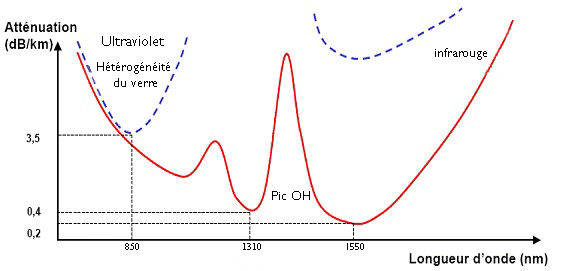 Atténuation
(dB/km)
Ultraviolet
Hétérogénéité
du verre
infrarouge
3,5
Pic OH
0,4
0,2
850
1310
1550
Longueur d'onde (nm)